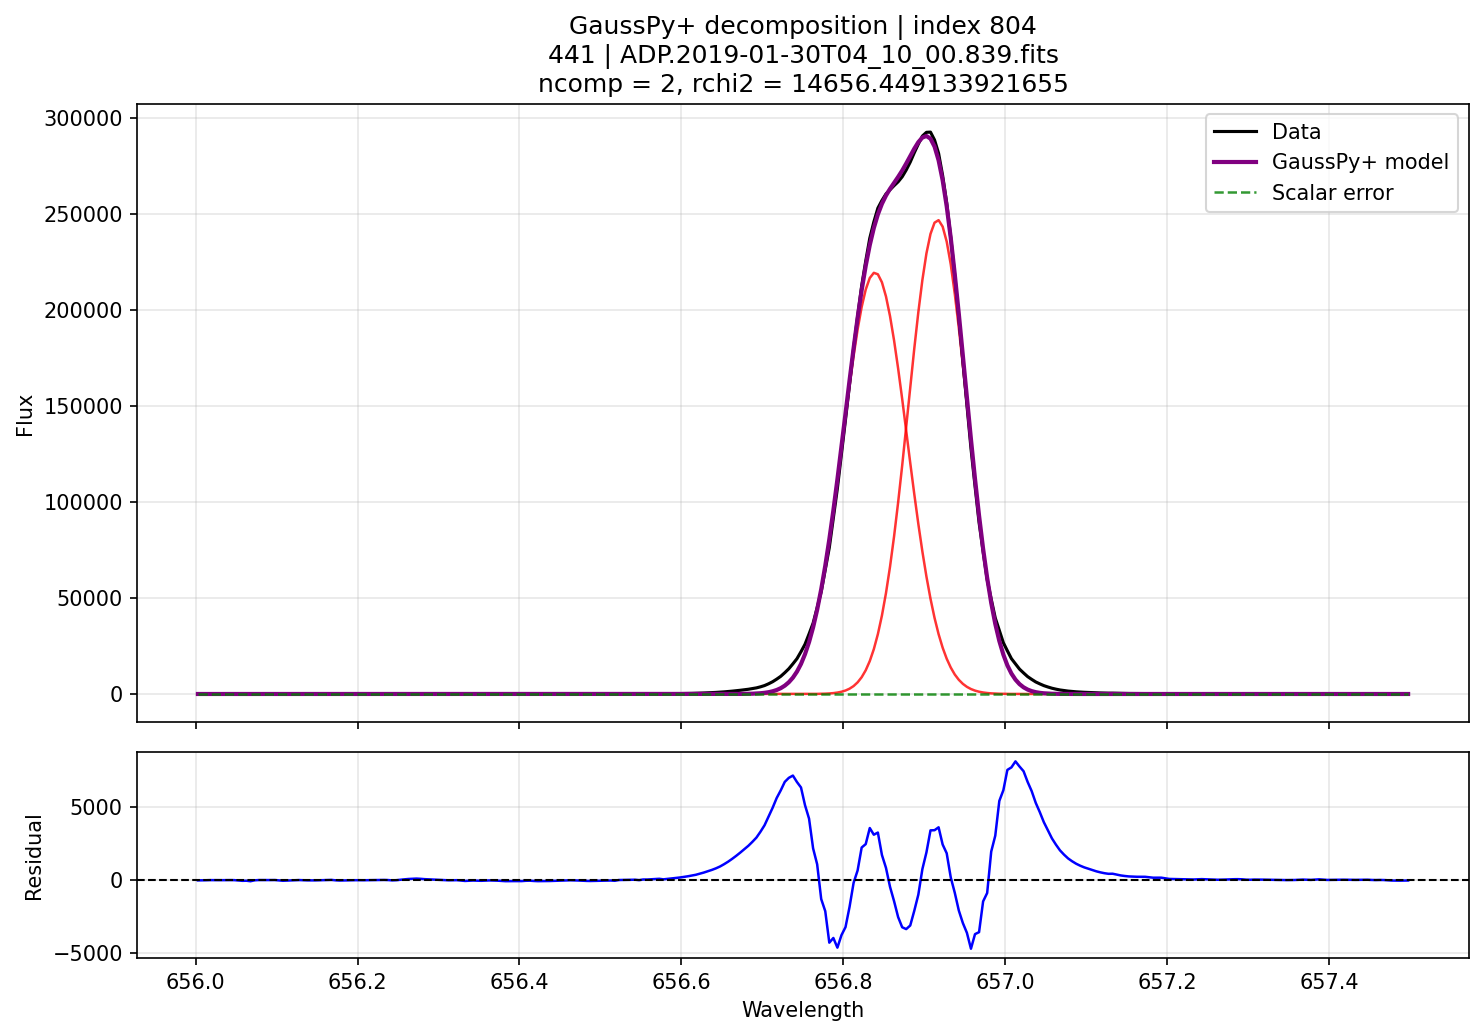 GaussPy+ decomposition | index 804
441 | ADP.2019-01-30T04_10_00.839.fits
ncomp = 2, rchi2 = 14656.449133921655
Data
GaussPy+ model
Scalar error
300000
250000
200000
150000
100000
50000
0
Flux
5000
0
−5000
Residual
656.0 656.2 656.4 656.6 656.8 657.0 657.2 657.4
Wavelength